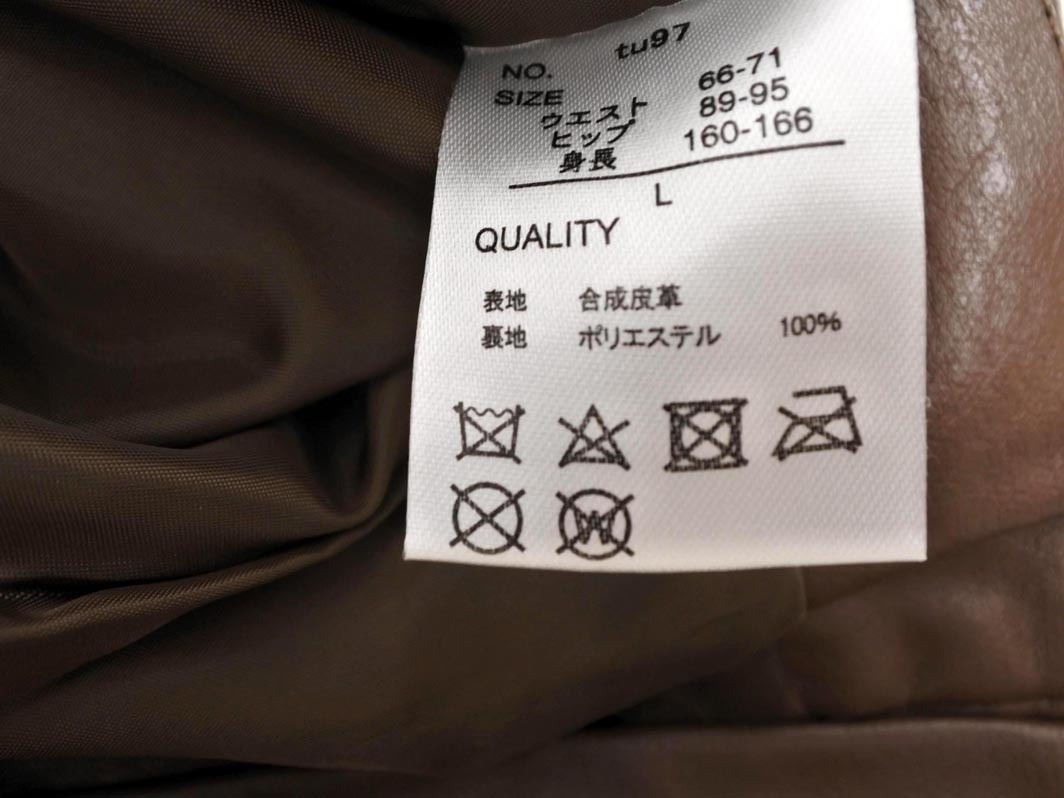 NO. tu97
SIZE
ウエスト 66-71
ヒップ 89-95
身長 160-166
L
QUALITY
表地 合成皮革
裏地 ポリエステル 100%
W